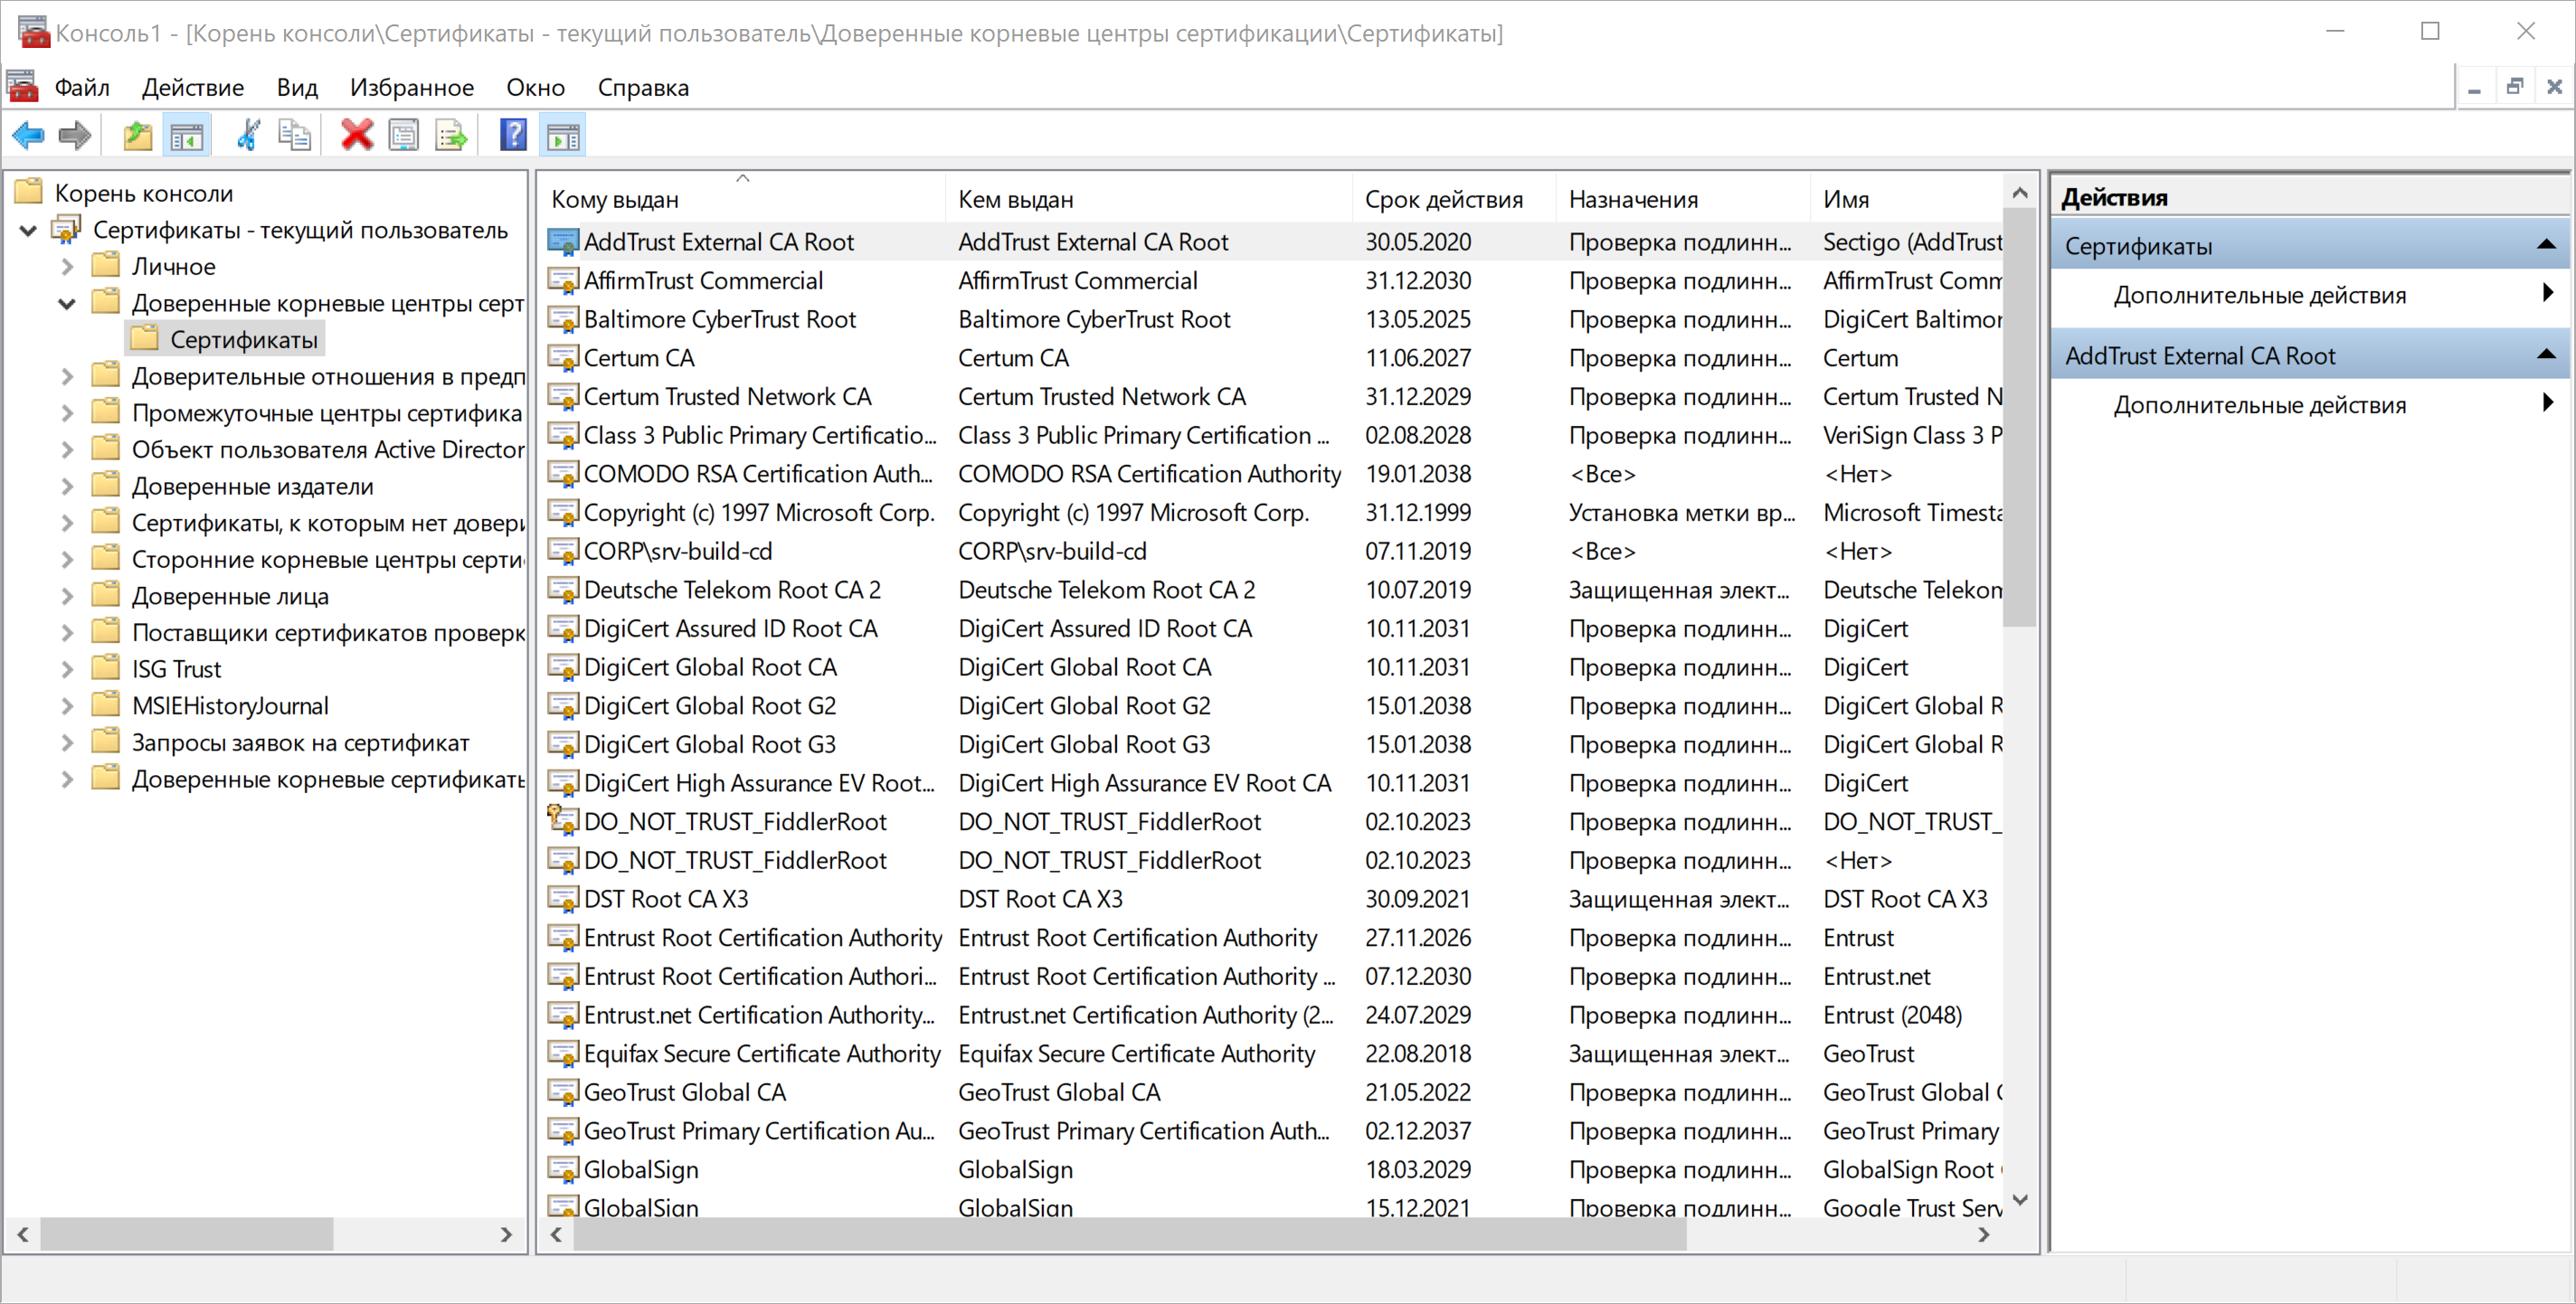 Консоль1 - [Корень консоли\Сертификаты - текущий пользователь\Доверенные корневые центры сертификации\Сертификаты]
Файл Действие Вид Избранное Окно Справка
Корень консоли
Сертификаты - текущий пользователь
Личное
Доверенные корневые центры серт
Сертификаты
Доверительные отношения в предп
Промежуточные центры сертифика
Объект пользователя Active Director
Доверенные издатели
Сертификаты, к которым нет довери
Сторонние корневые центры серти
Доверенные лица
Поставщики сертификатов проверк
ISG Trust
MSIEHistoryJournal
Запросы заявок на сертификат
Доверенные корневые сертификать
Кому выдан Кем выдан Срок действия Назначения Имя
AddTrust External CA Root AddTrust External CA Root 30.05.2020 Проверка подлинн... Sectigo (AddTrust
AffirmTrust Commercial AffirmTrust Commercial 31.12.2030 Проверка подлинн... AffirmTrust Comm
Baltimore CyberTrust Root Baltimore CyberTrust Root 13.05.2025 Проверка подлинн... DigiCert Baltimor
Certum CA Certum CA 11.06.2027 Проверка подлинн... Certum
Certum Trusted Network CA Certum Trusted Network CA 31.12.2029 Проверка подлинн... Certum Trusted N
Class 3 Public Primary Certificatio... Class 3 Public Primary Certification ... 02.08.2028 Проверка подлинн... VeriSign Class 3 P
COMODO RSA Certification Auth... COMODO RSA Certification Authority 19.01.2038 <Все> <Нет>
Copyright (c) 1997 Microsoft Corp. Copyright (c) 1997 Microsoft Corp. 31.12.1999 Установка метки вр... Microsoft Timesta
CORP\srv-build-cd CORP\srv-build-cd 07.11.2019 <Все> <Нет>
Deutsche Telekom Root CA 2 Deutsche Telekom Root CA 2 10.07.2019 Защищенная элект... Deutsche Telekom
DigiCert Assured ID Root CA DigiCert Assured ID Root CA 10.11.2031 Проверка подлинн... DigiCert
DigiCert Global Root CA DigiCert Global Root CA 10.11.2031 Проверка подлинн... DigiCert
DigiCert Global Root G2 DigiCert Global Root G2 15.01.2038 Проверка подлинн... DigiCert Global R
DigiCert Global Root G3 DigiCert Global Root G3 15.01.2038 Проверка подлинн... DigiCert Global R
DigiCert High Assurance EV Root... DigiCert High Assurance EV Root CA 10.11.2031 Проверка подлинн... DigiCert
DO_NOT_TRUST_FiddlerRoot DO_NOT_TRUST_FiddlerRoot 02.10.2023 Проверка подлинн... DO_NOT_TRUST_
DO_NOT_TRUST_FiddlerRoot DO_NOT_TRUST_FiddlerRoot 02.10.2023 Проверка подлинн... <Нет>
DST Root CA X3 DST Root CA X3 30.09.2021 Защищенная элект... DST Root CA X3
Entrust Root Certification Authority Entrust Root Certification Authority 27.11.2026 Проверка подлинн... Entrust
Entrust Root Certification Authori... Entrust Root Certification Authority ... 07.12.2030 Проверка подлинн... Entrust.net
Entrust.net Certification Authority... Entrust.net Certification Authority (2... 24.07.2029 Проверка подлинн... Entrust (2048)
Equifax Secure Certificate Authority Equifax Secure Certificate Authority 22.08.2018 Защищенная элект... GeoTrust
GeoTrust Global CA GeoTrust Global CA 21.05.2022 Проверка подлинн... GeoTrust Global C
GeoTrust Primary Certification Au... GeoTrust Primary Certification Auth... 02.12.2037 Проверка подлинн... GeoTrust Primary
GlobalSign GlobalSign 18.03.2029 Проверка подлинн... GlobalSign Root
GlobalSign GlobalSign 15.12.2021 Проверка подлинн... Google Trust Serv
Действия
Сертификаты
Дополнительные действия
AddTrust External CA Root
Дополнительные действия